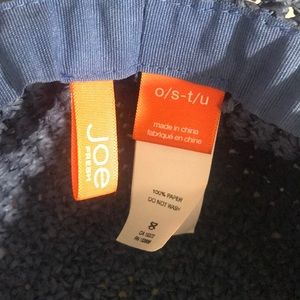 JOE
FRESH
o/s-t/u
made in china
fabriqué en chine
100% PAPER
DO NOT WASH